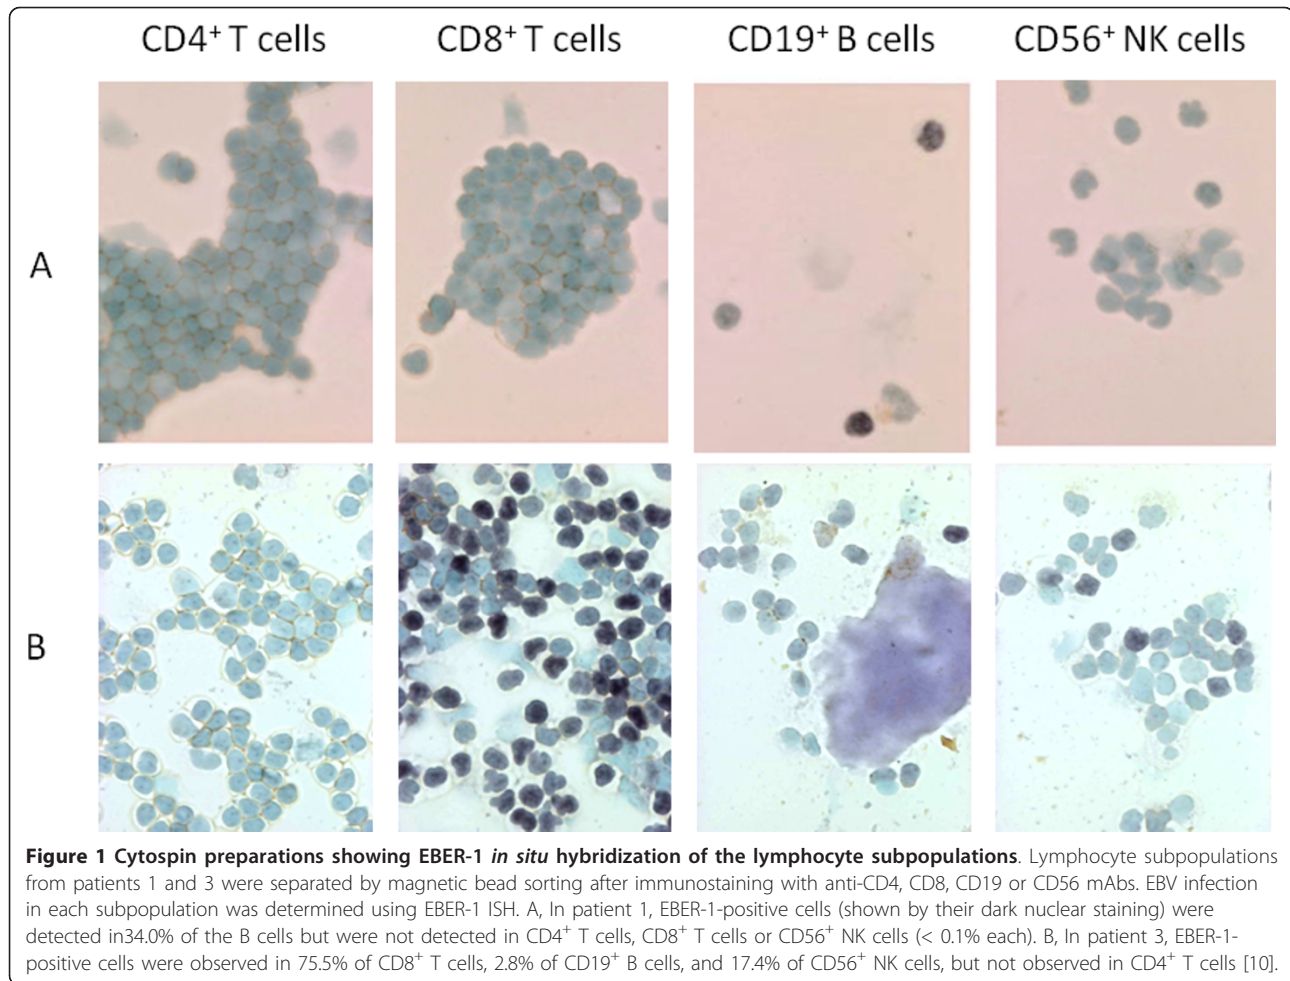 CD4⁺ T cells CD8⁺ T cells CD19⁺ B cells CD56⁺ NK cells
A
B
Figure 1 Cytospin preparations showing EBER-1 in situ hybridization of the lymphocyte subpopulations. Lymphocyte subpopulations
from patients 1 and 3 were separated by magnetic bead sorting after immunostaining with anti-CD4, CD8, CD19 or CD56 mAbs. EBV infection
in each subpopulation was determined using EBER-1 ISH. A, In patient 1, EBER-1-positive cells (shown by their dark nuclear staining) were
detected in34.0% of the B cells but were not detected in CD4⁺ T cells, CD8⁺ T cells or CD56⁺ NK cells (< 0.1% each). B, In patient 3, EBER-1-
positive cells were observed in 75.5% of CD8⁺ T cells, 2.8% of CD19⁺ B cells, and 17.4% of CD56⁺ NK cells, but not observed in CD4⁺ T cells [10].